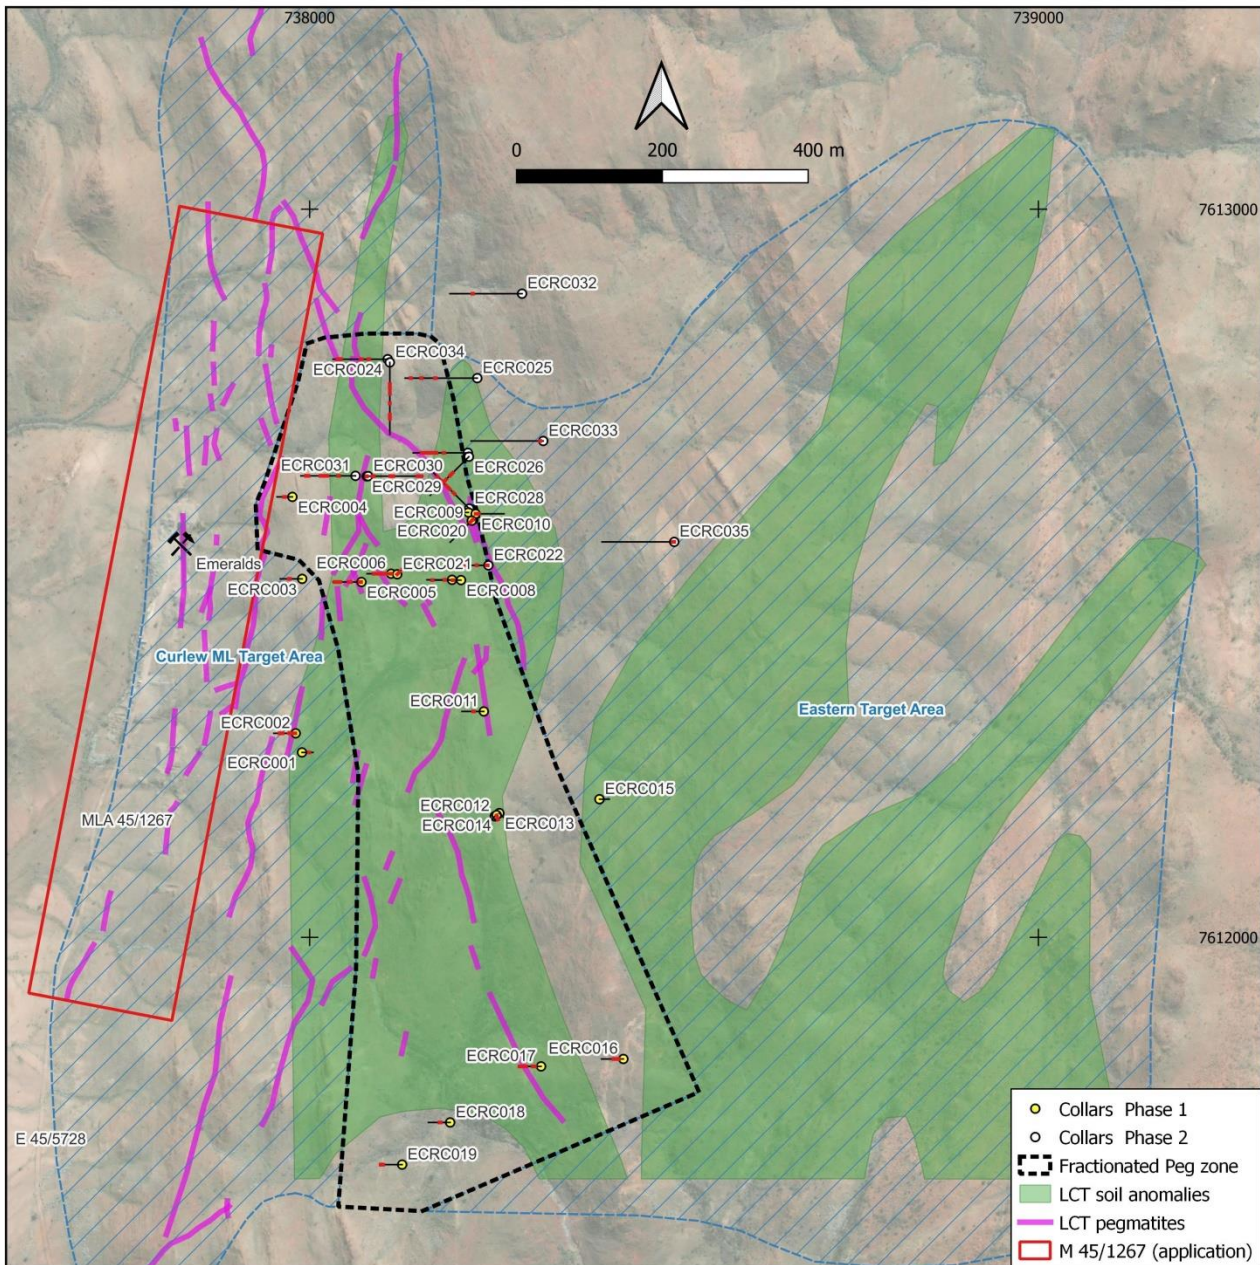 738000
739000
0 200 400 m
7613000
ECRC032
ECRC034
ECRC024
ECRC025
ECRC033
ECRC026
ECRC031
ECRC030
ECRC029
ECRC004
ECRC028
ECRC009
ECRC020
ECRC010
ECRC035
ECRC022
Emeralds
ECRC006
ECRC021
ECRC003
ECRC005
ECRC008
Curlew ML Target Area
ECRC011
Eastern Target Area
ECRC002
ECRC001
ECRC015
MLA 45/1267
ECRC012
ECRC014
ECRC013
7612000
ECRC017
ECRC016
ECRC018
E 45/5728
ECRC019
Collars Phase 1
Collars Phase 2
Fractionated Peg zone
LCT soil anomalies
LCT pegmatites
M 45/1267 (application)